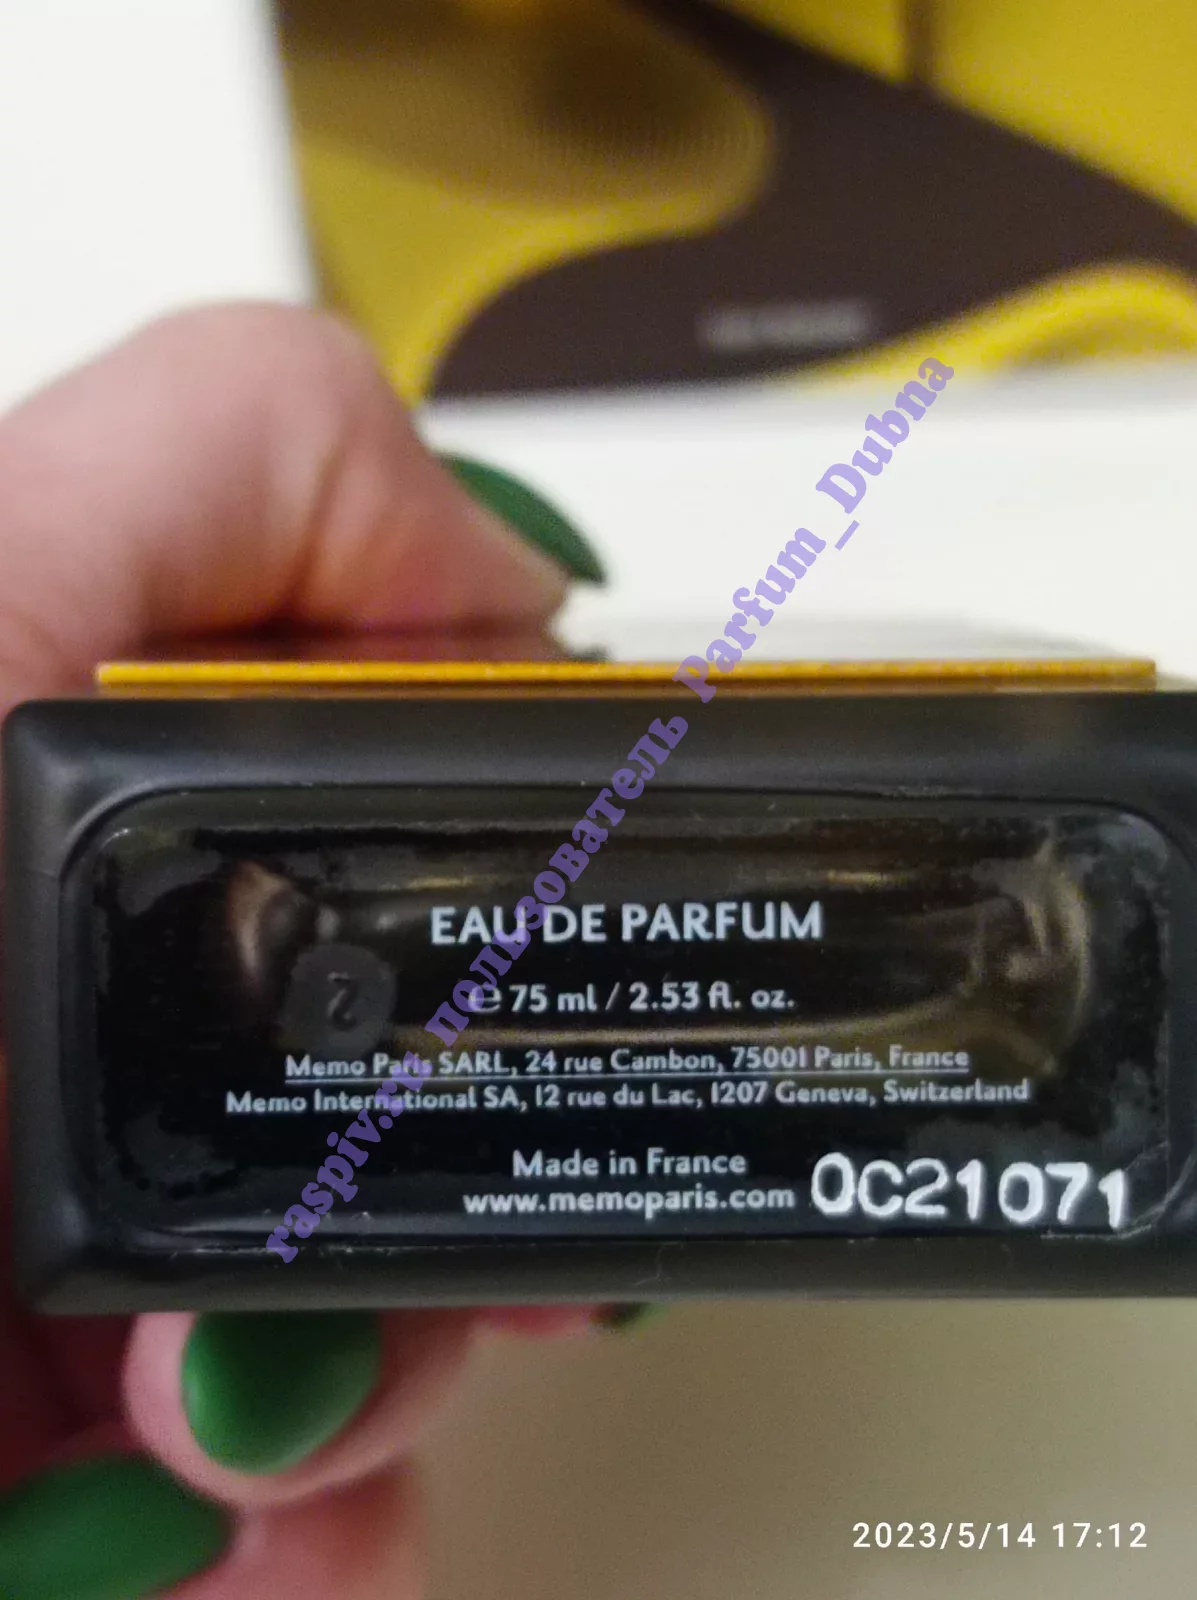 EAU DE PARFUM
2
℮ 75 ml / 2.53 fl. oz.
Memo Paris SARL, 24 rue Cambon, 75001 Paris, France
Memo International SA, 12 rue du Lac, 1207 Geneva, Switzerland
Made in France
www.memoparis.com
0C21071
raspiv.ru пользователь Parfum_Dubna
2023/5/14 17:12